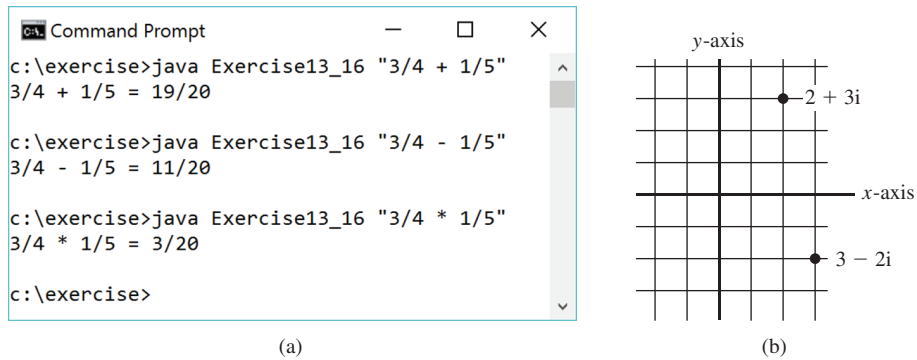 Command Prompt
c:\exercise>java Exercise13_16 "3/4 + 1/5"
3/4 + 1/5 = 19/20
c:\exercise>java Exercise13_16 "3/4 - 1/5"
3/4 - 1/5 = 11/20
c:\exercise>java Exercise13_16 "3/4 * 1/5"
3/4 * 1/5 = 3/20
c:\exercise>
(a)
y-axis
2 + 3i
x-axis
3 − 2i
(b)